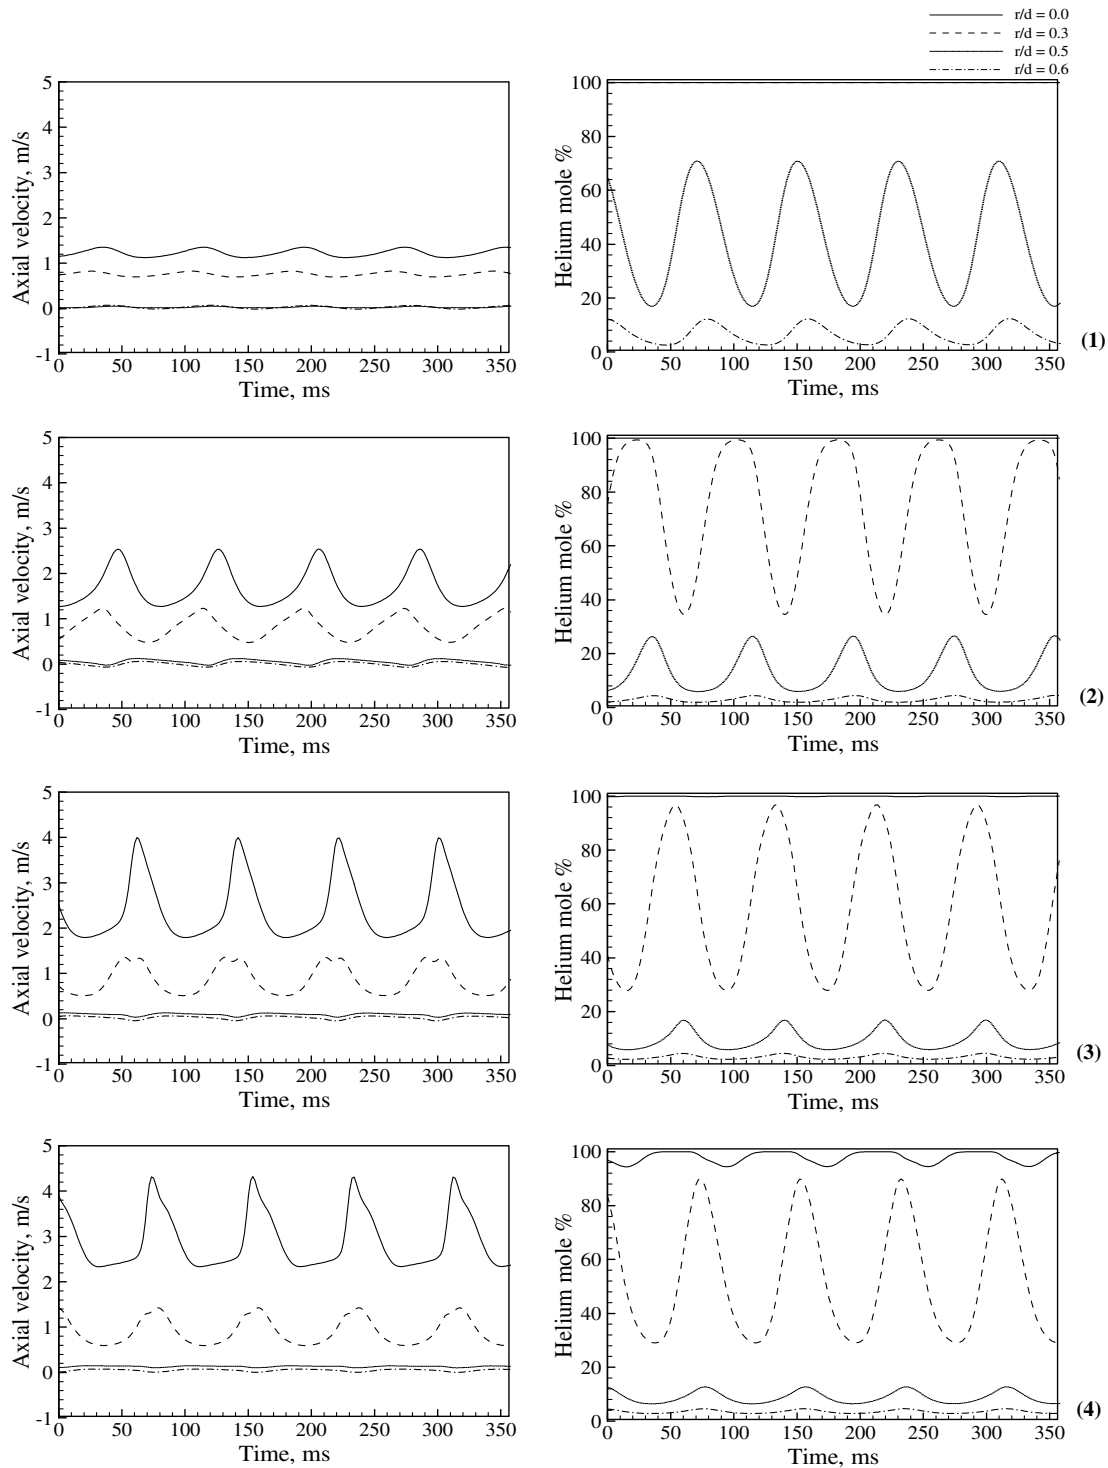 r/d = 0.0
r/d = 0.3
r/d = 0.5
r/d = 0.6
5
4
3
2
1
0
-1
Axial velocity, m/s
0 50 100 150 200 250 300 350
Time, ms
100
80
60
40
20
0
Helium mole %
0 50 100 150 200 250 300 350
Time, ms
(1)
5
4
3
2
1
0
-1
Axial velocity, m/s
0 50 100 150 200 250 300 350
Time, ms
100
80
60
40
20
0
Helium mole %
0 50 100 150 200 250 300 350
Time, ms
(2)
5
4
3
2
1
0
-1
Axial velocity, m/s
0 50 100 150 200 250 300 350
Time, ms
100
80
60
40
20
0
Helium mole %
0 50 100 150 200 250 300 350
Time, ms
(3)
5
4
3
2
1
0
-1
Axial velocity, m/s
0 50 100 150 200 250 300 350
Time, ms
100
80
60
40
20
0
Helium mole %
0 50 100 150 200 250 300 350
Time, ms
(4)